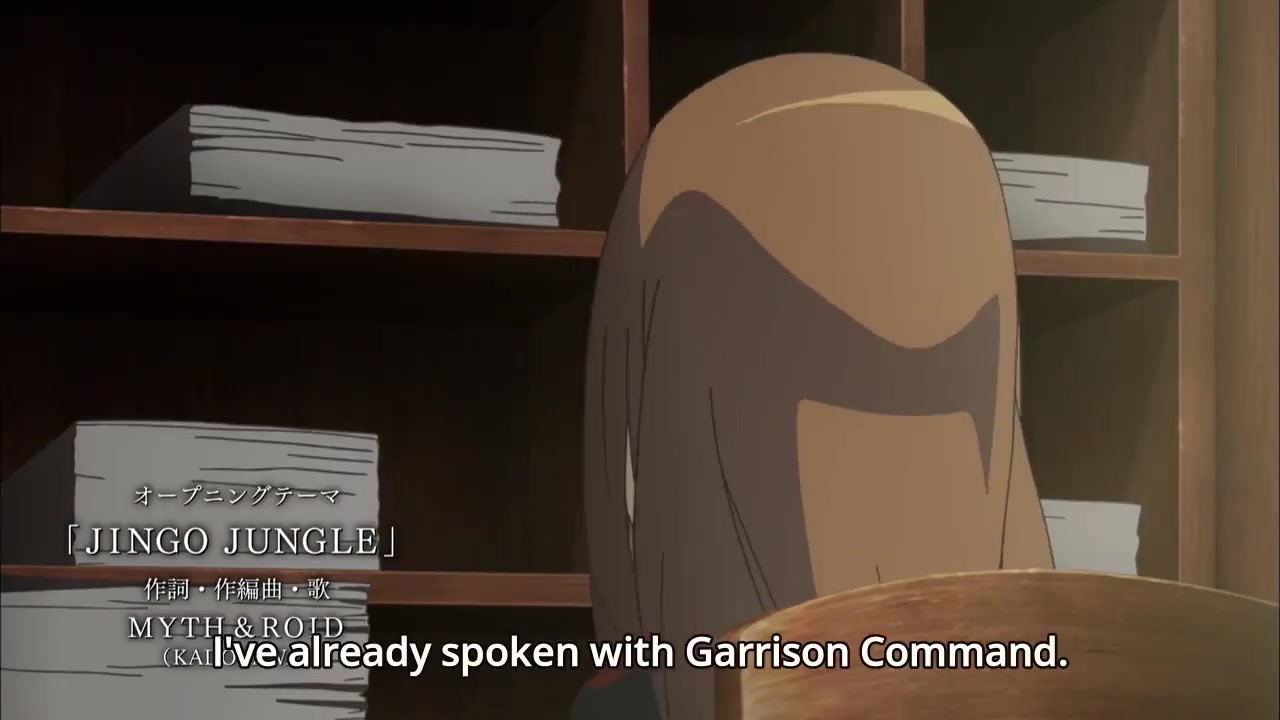 オープニングテーマ
「JINGO JUNGLE」
作詞・作編曲・歌
MYTH & ROID
(KADO
I've already spoken with Garrison Command.